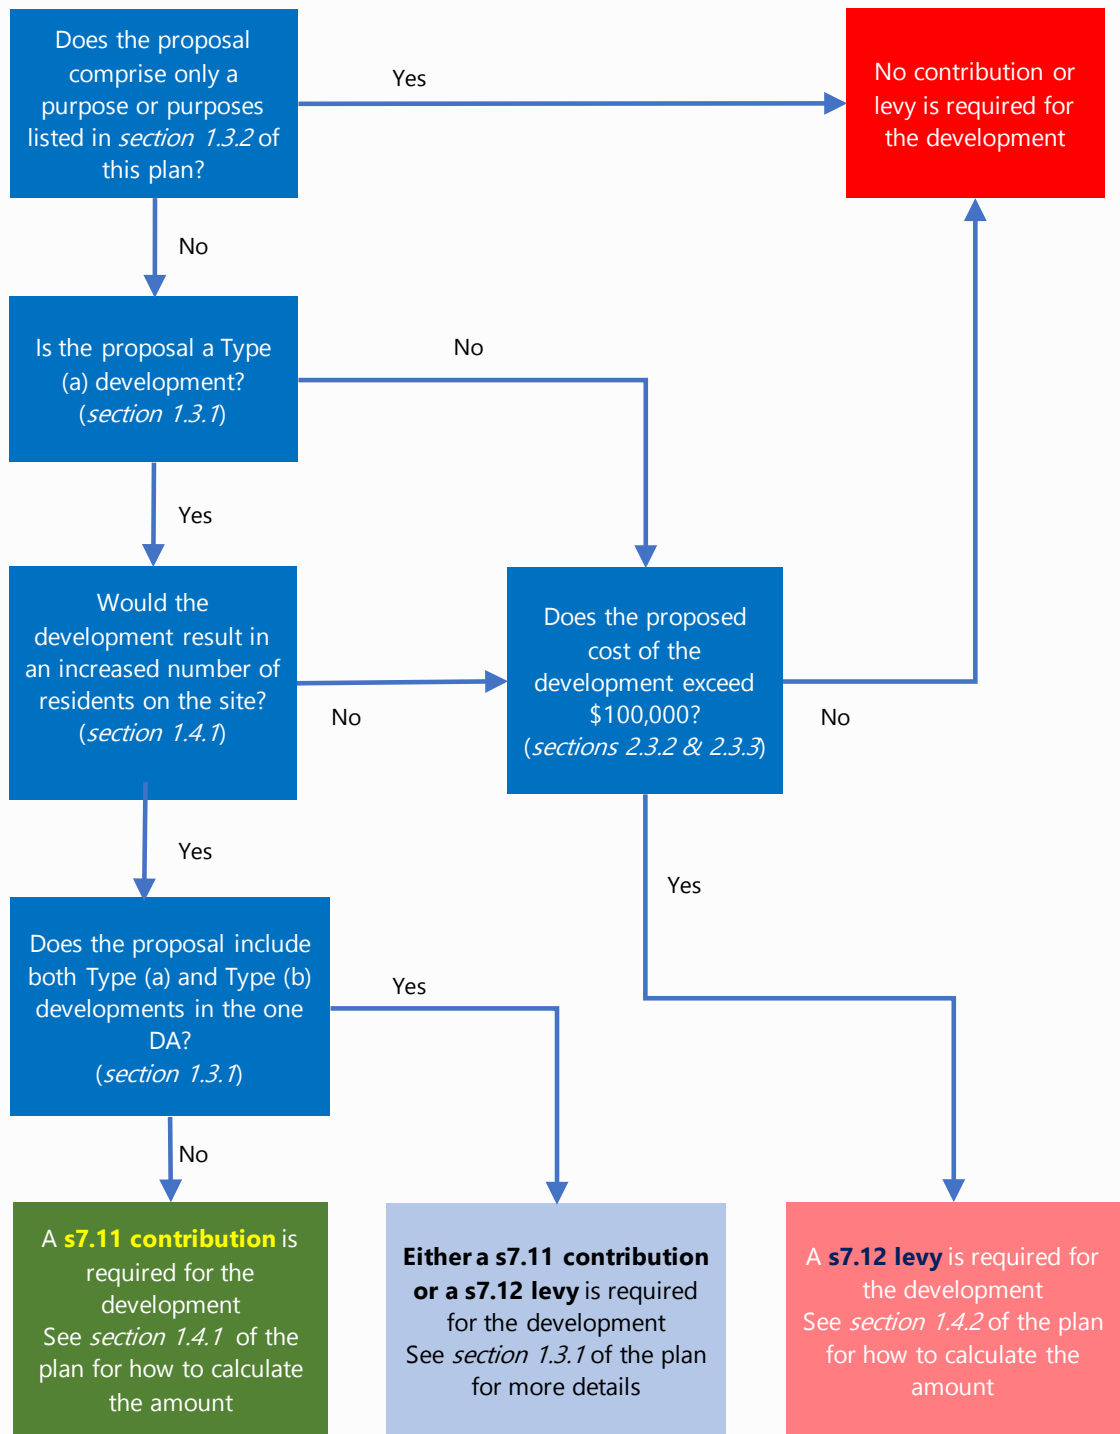 Does the proposal
comprise only a
purpose or purposes
listed in section 1.3.2 of
this plan?
Yes
No contribution or
levy is required for
the development
No
Is the proposal a Type
(a) development?
(section 1.3.1)
No
Yes
Would the
development result in
an increased number of
residents on the site?
(section 1.4.1)
No
Does the proposed
cost of the
development exceed
$100,000?
(sections 2.3.2 & 2.3.3)
No
Yes
Yes
Does the proposal include
both Type (a) and Type (b)
developments in the one
DA?
(section 1.3.1)
Yes
No
A s7.11 contribution is
required for the
development
See section 1.4.1 of the
plan for how to calculate
the amount
Either a s7.11 contribution
or a s7.12 levy is required
for the development
See section 1.3.1 of the plan
for more details
A s7.12 levy is required for
the development
See section 1.4.2 of the plan
for how to calculate the
amount